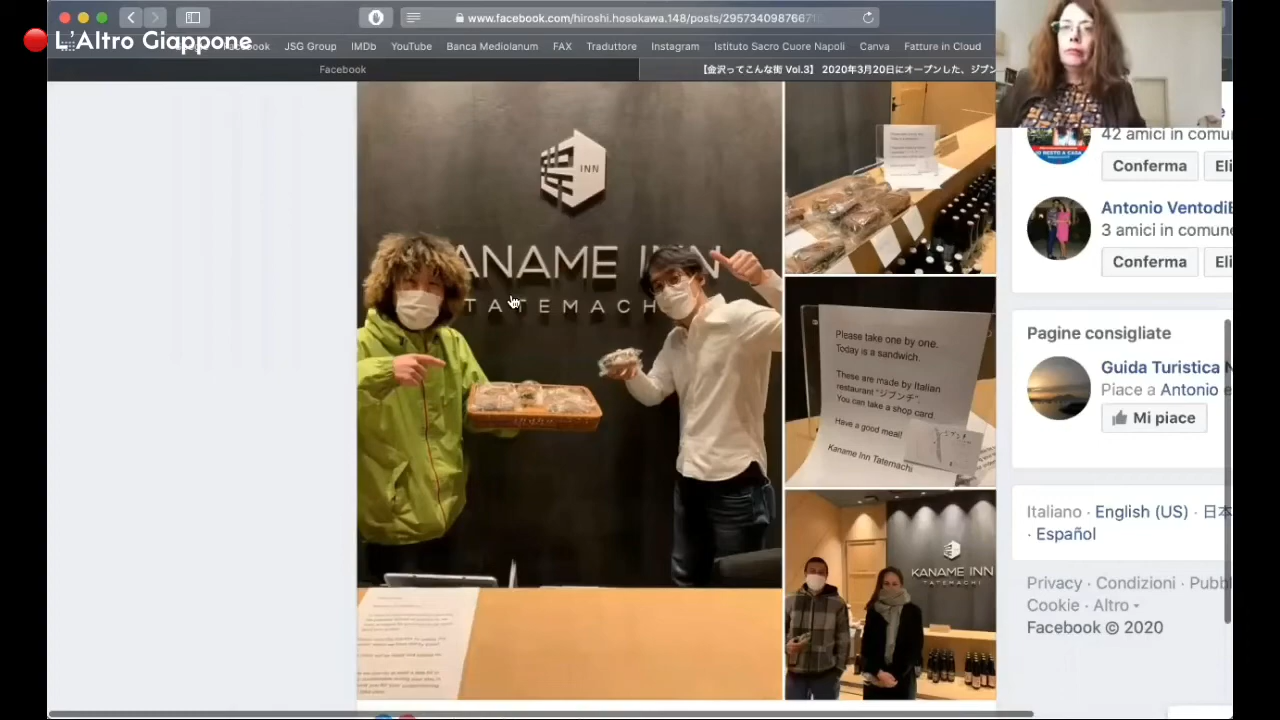 L'Altro Giappone
www.facebook.com/hiroshi.hosokawa.148/posts/295734098766710
JSG Group
IMDb
YouTube
Banca Mediolanum
FAX
Traduttore
Instagram
Istituto Sacro Cuore Napoli
Canva
Fatture in Cloud
Facebook
【金沢ってこんな街 Vol.3】 2020年3月20日にオープンした、ジブン
INN
KANAME INN
TATEMACH
Please take one by one.
Today is a sandwich.
These are made by Italian
restaurant "ジブンチ".
You can take a shop card
Have a good meal!
Kaname Inn Tatemachi
KANAME INN
TATEMACHI
42 amici in comu
Conferma
Eli
Antonio Ventodi
3 amici in comune
Conferma
Eli
Pagine consigliate
Guida Turistica N
Piace a Antonio e
Mi piace
Italiano · English (US) · 日本
· Español
Privacy · Condizioni · Pubb
Cookie · Altro
Facebook © 2020